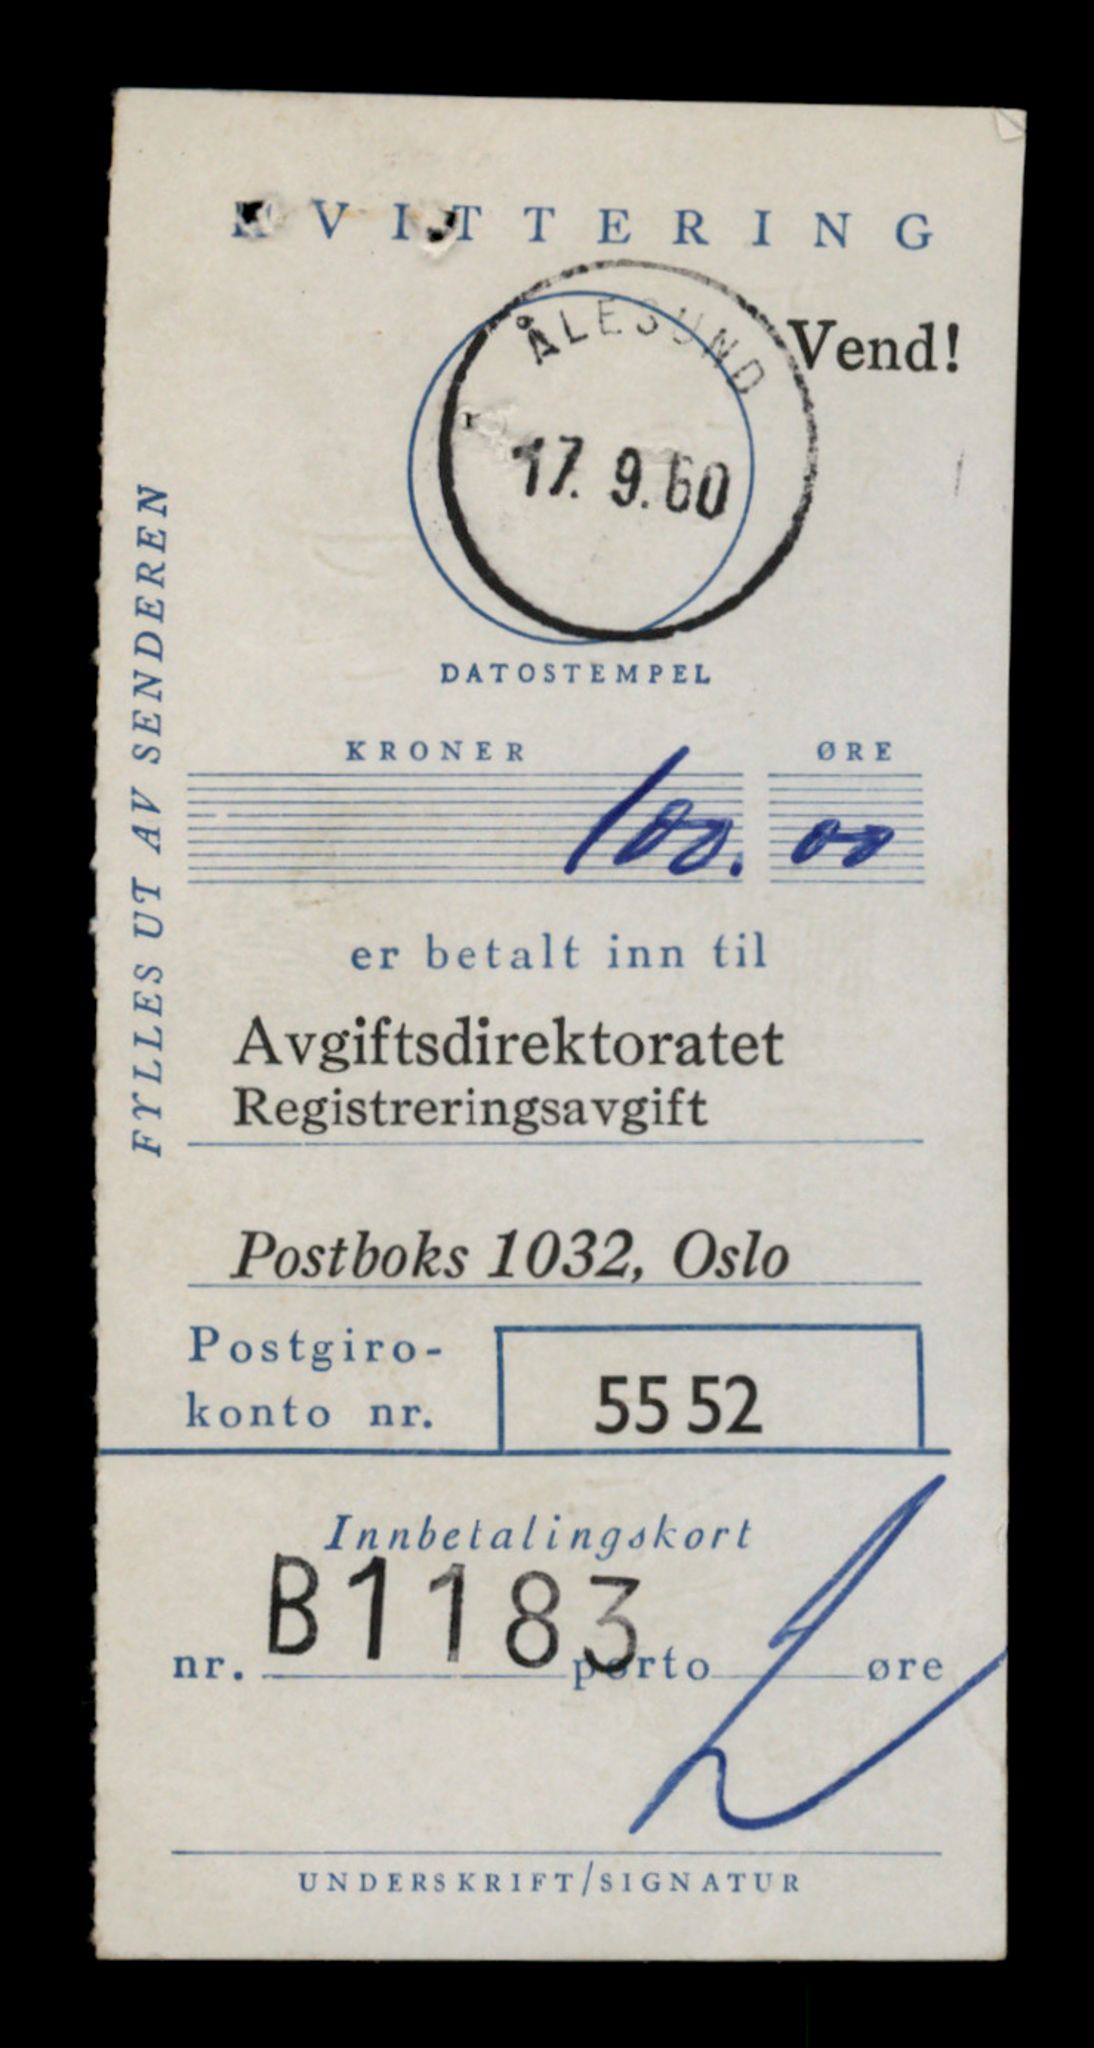 KVITTERING
ÅLESUND
Vend!
17. 9. 60
DATOSTEMPEL
FYLLES UT AV SENDEREN
KRONER ØRE
100. 00
er betalt inn til
Avgiftsdirektoratet
Registreringsavgift
Postboks 1032, Oslo
Postgiro-
konto nr. 55 52
Innbetalingskort
nr. B1183 porto øre
UNDERSKRIFT/SIGNATUR